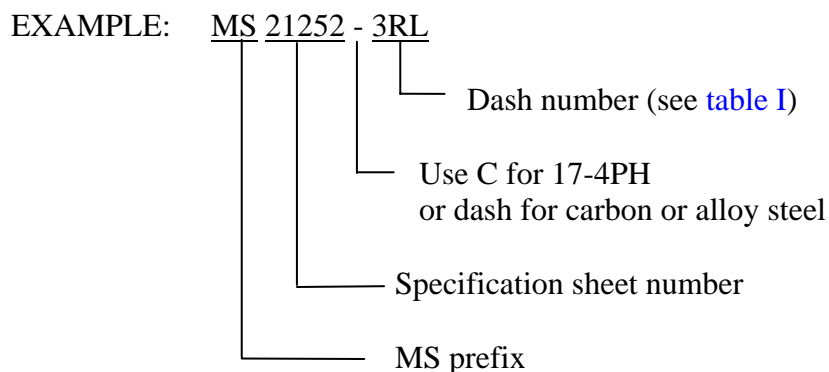 EXAMPLE: MS 21252 - 3RL
Dash number (see table I)
Use C for 17-4PH
or dash for carbon or alloy steel
Specification sheet number
MS prefix